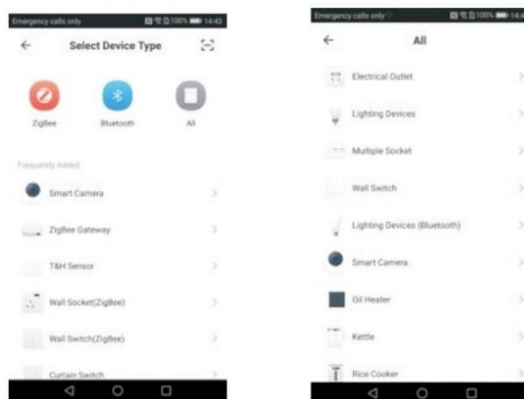 Emergency calls only 100% 14:43
Select Device Type
ZigBee Bluetooth All
Frequently Added
Smart Camera
ZigBee Gateway
T&H Sensor
Wall Socket(ZigBee)
Wall Switch(ZigBee)
Curtain Switch
Emergency calls only 100%
All
Electrical Outlet
Lighting Devices
Multiple Socket
Wall Switch
Lighting Devices (Bluetooth)
Smart Camera
Oil Heater
Kettle
Rice Cooker